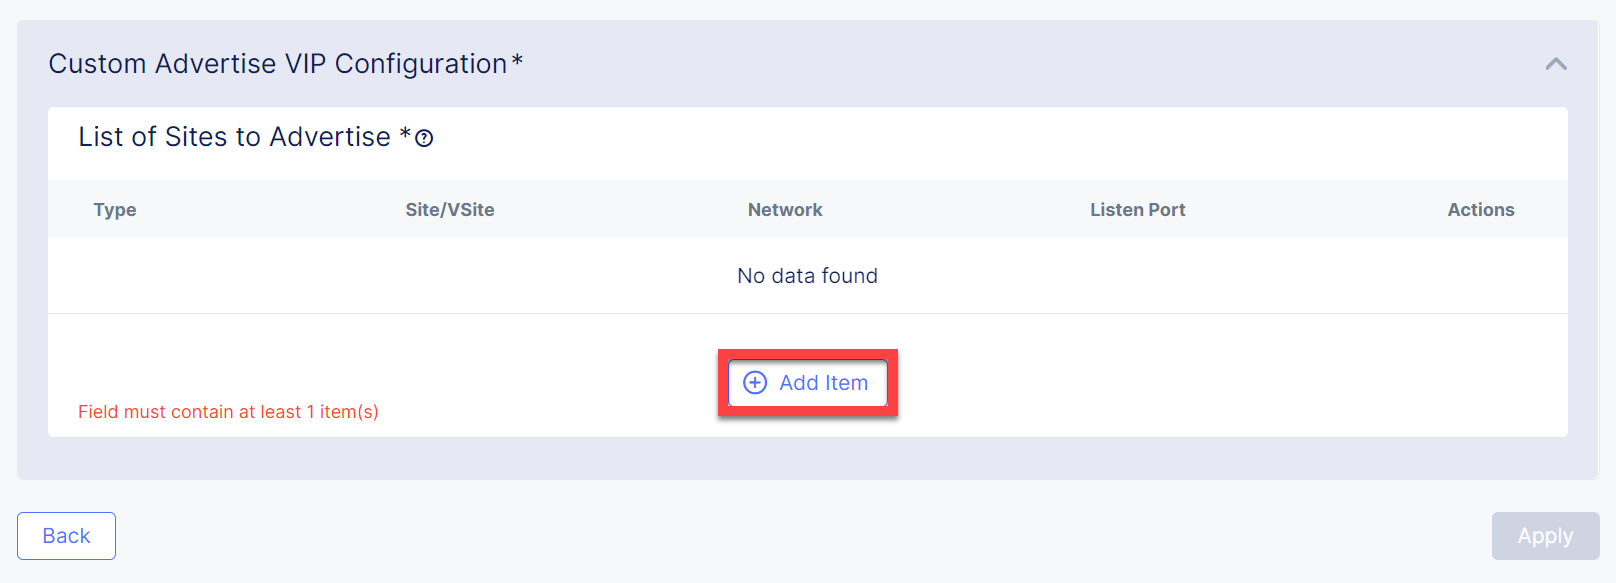 Custom Advertise VIP Configuration*
List of Sites to Advertise *
Type Site/VSite Network Listen Port Actions
No data found
Add Item
Field must contain at least 1 item(s)
Back Apply